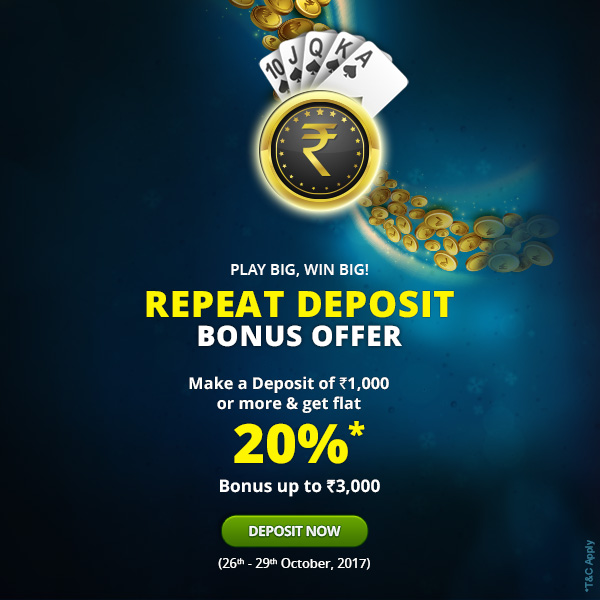 10 J Q K A
₹
PLAY BIG, WIN BIG!
REPEAT DEPOSIT
BONUS OFFER
Make a Deposit of ₹1,000
or more & get flat
20%*
Bonus up to ₹3,000
DEPOSIT NOW
(26th - 29th October, 2017)
*T&C Apply